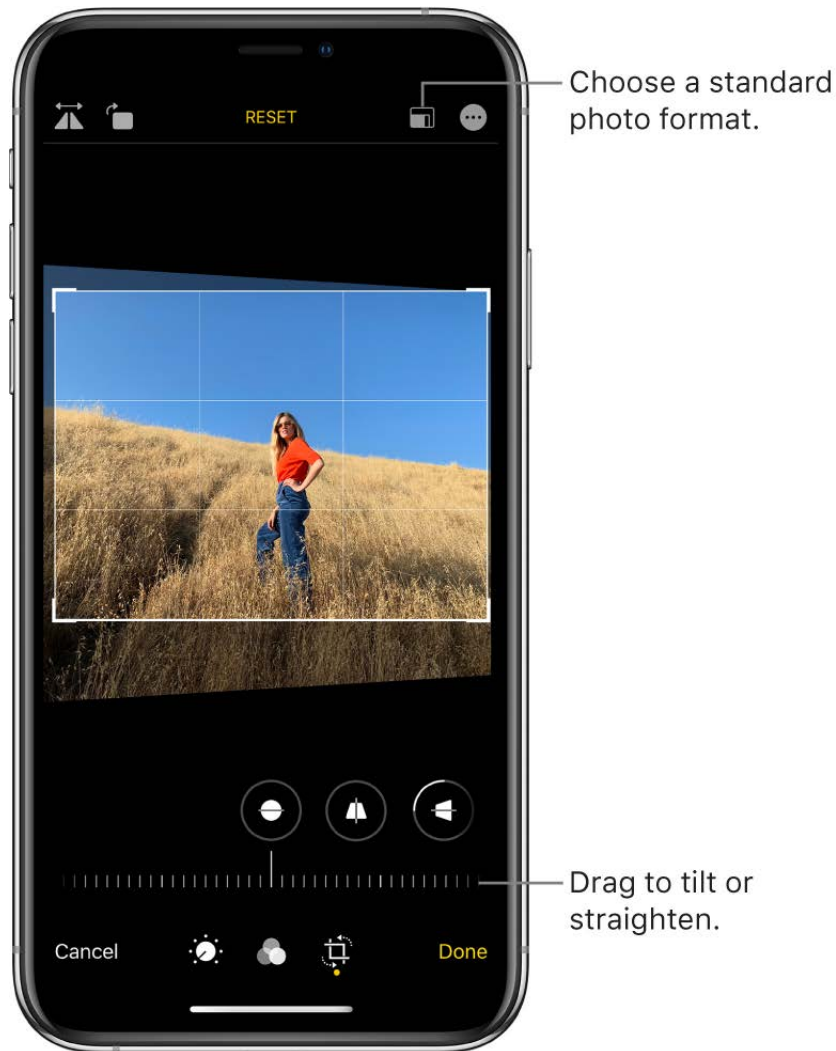 Choose a standard
photo format.
RESET
Drag to tilt or
straighten.
Cancel
Done